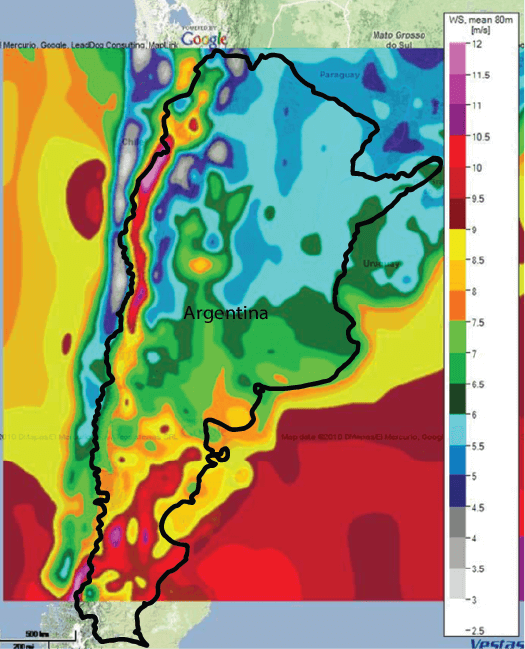 POWERED BY
Google
l Mercurio, Google, LeadDog Consulting, MapLink
Mato Grosso
do Sul
WS, mean 80m
[m/s]
12
11.5
11
10.5
10
9.5
9
8.5
8
7.5
7
6.5
6
5.5
5
4.5
4
3.5
3
2.5
Paraguay
Chile
Uruguay
Argentina
Map data ©2010
El Mercurio, Google
500 km
200 mi
Vestas